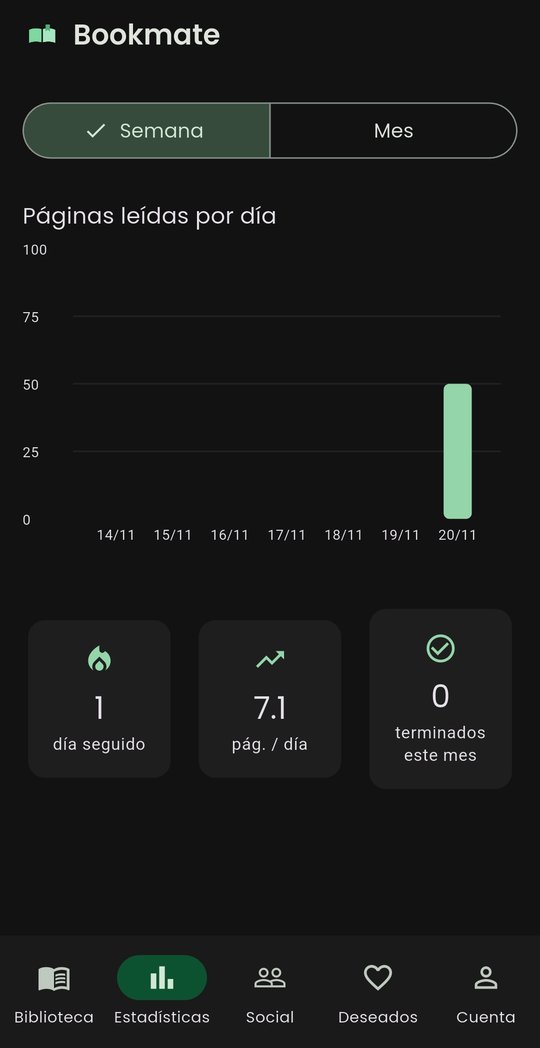 Bookmate
Semana
Mes
Páginas leídas por día
100
75
50
25
0
14/11 15/11 16/11 17/11 18/11 19/11 20/11
1
día seguido
7.1
pág. / día
0
terminados
este mes
Biblioteca Estadísticas Social Deseados Cuenta